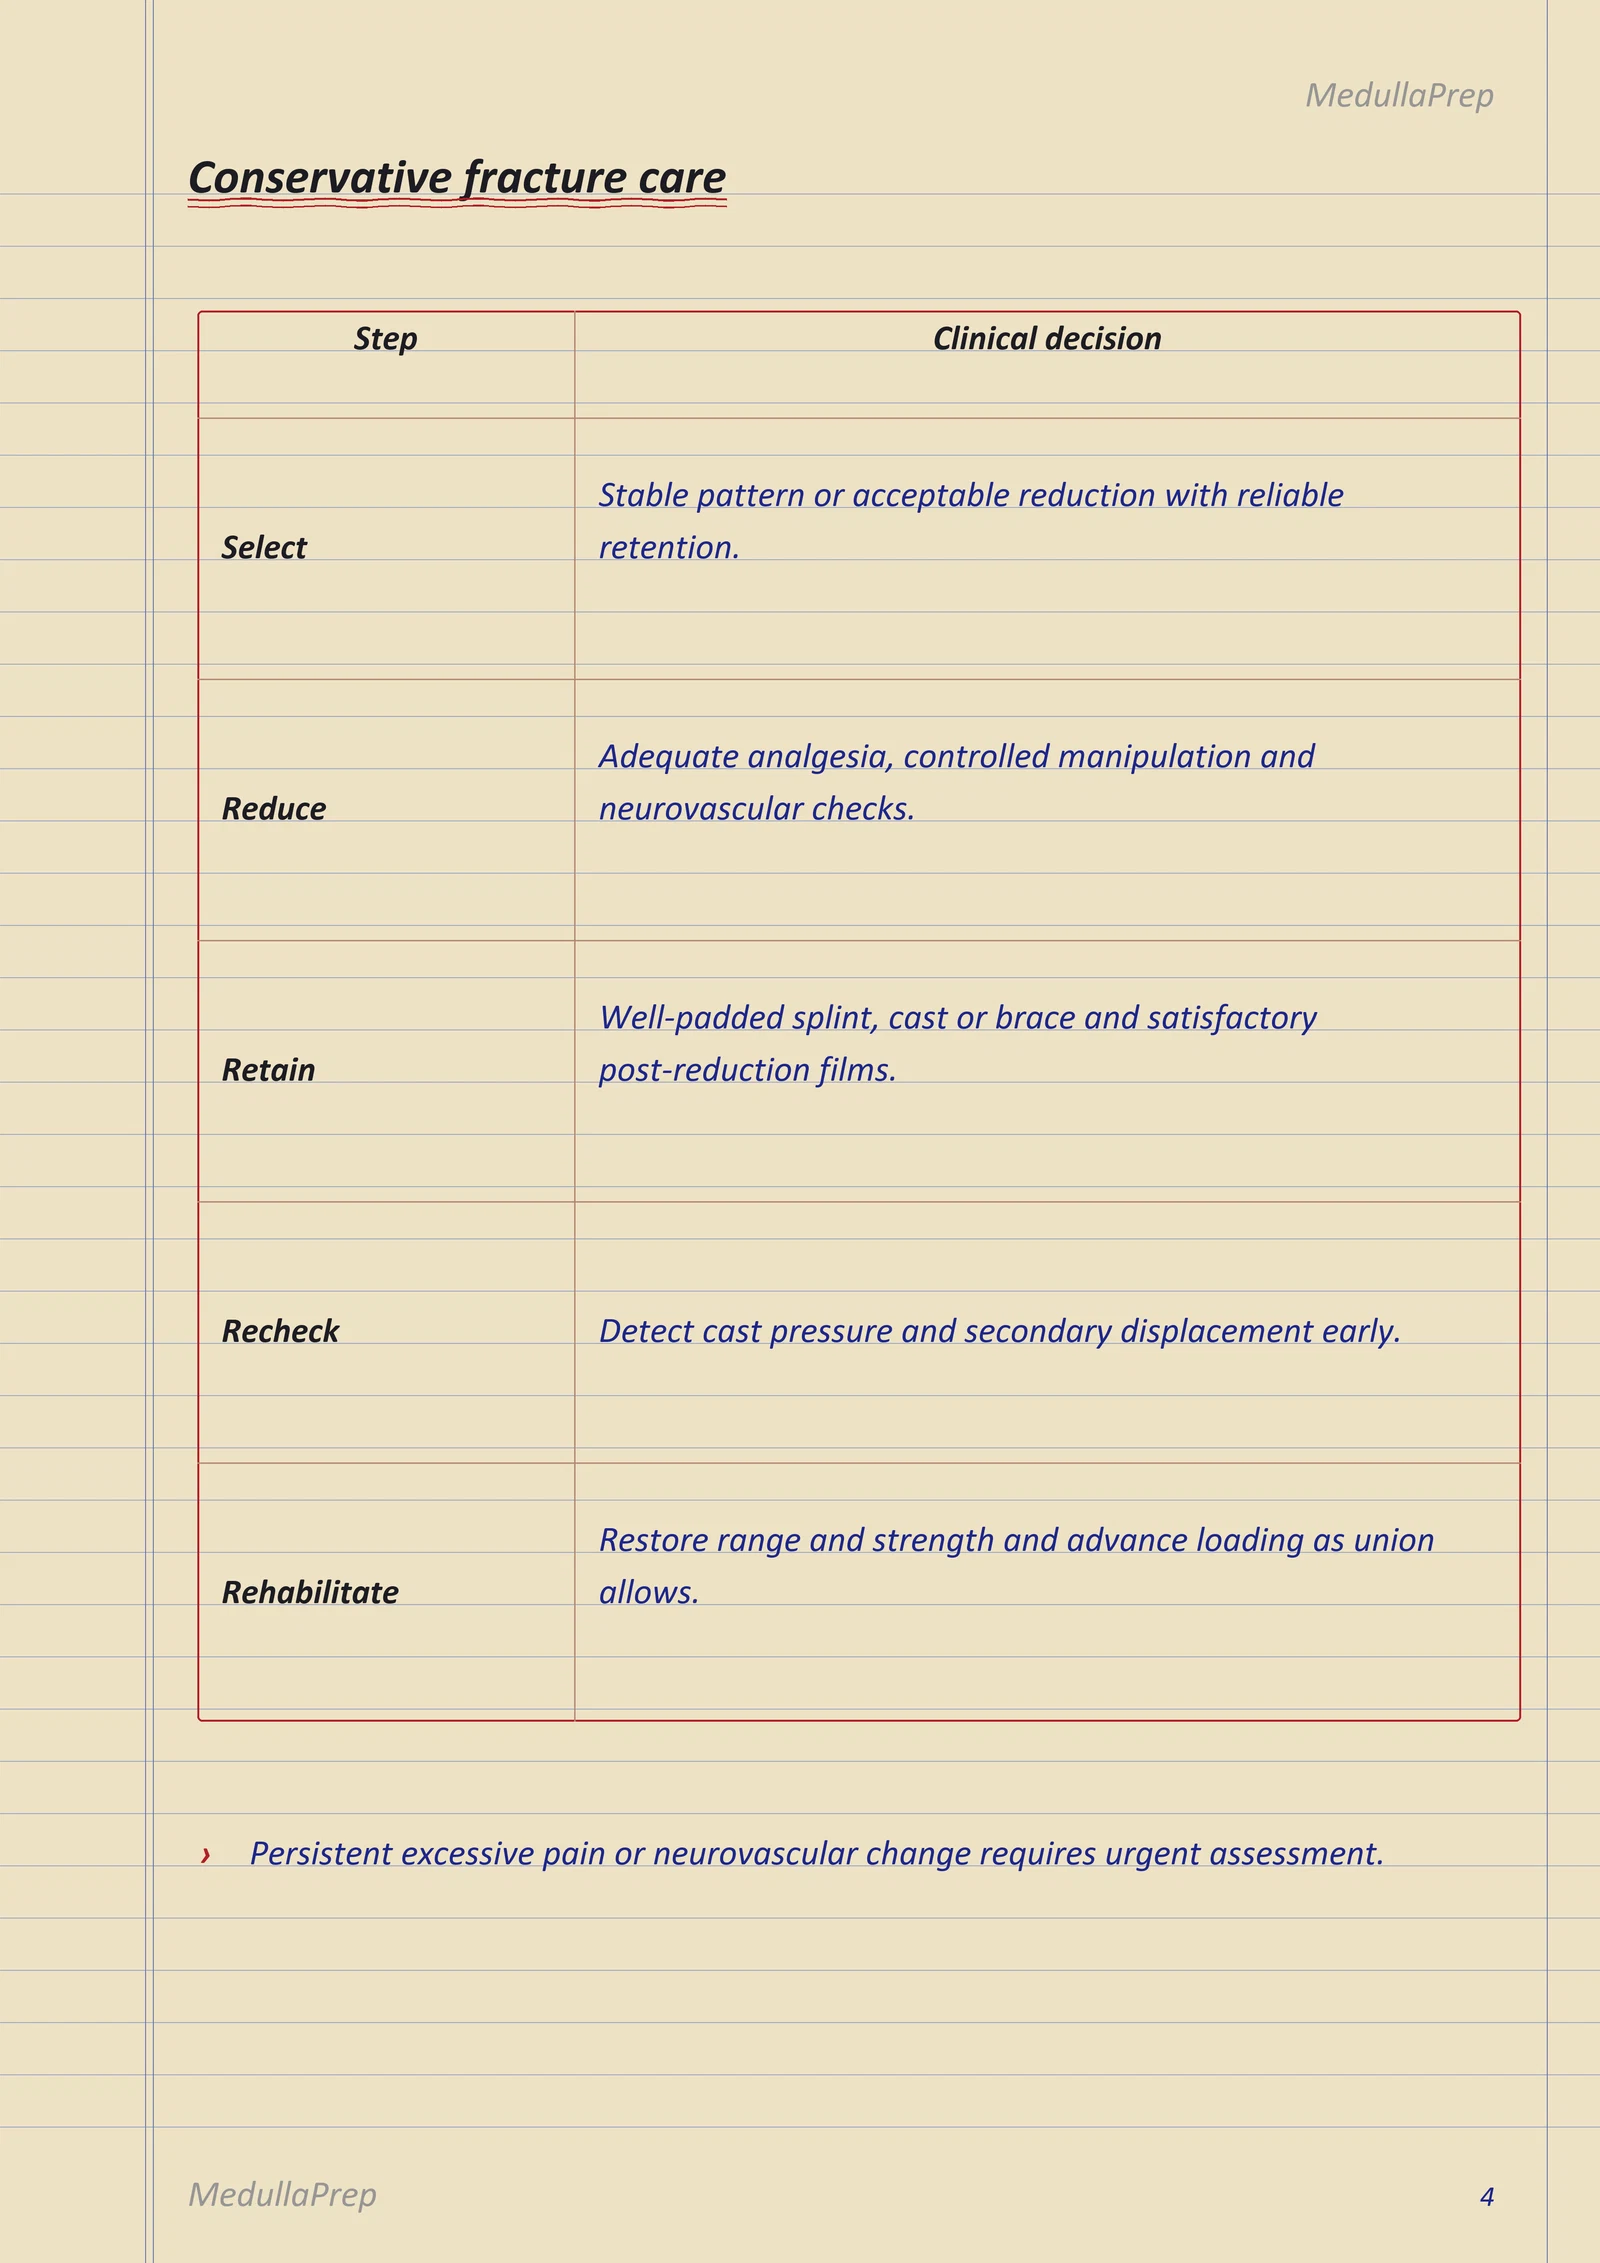 MedullaPrep
Conservative fracture care
Step
Clinical decision
Select
Stable pattern or acceptable reduction with reliable
retention.
Reduce
Adequate analgesia, controlled manipulation and
neurovascular checks.
Retain
Well-padded splint, cast or brace and satisfactory
post-reduction films.
Recheck
Detect cast pressure and secondary displacement early.
Rehabilitate
Restore range and strength and advance loading as union
allows.
› Persistent excessive pain or neurovascular change requires urgent assessment.
MedullaPrep
4